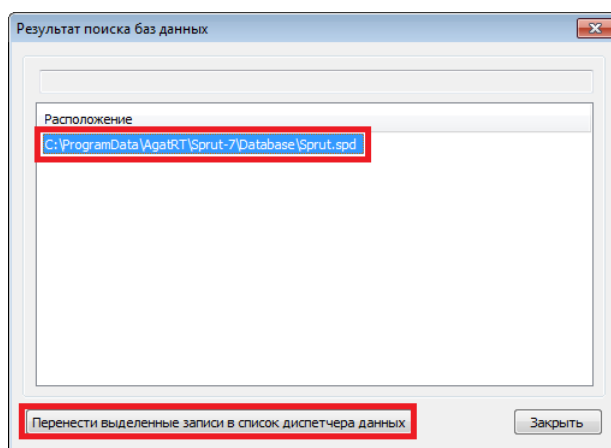 Результат поиска баз данных
Расположение
C:\ProgramData\AgatRT\Sprut-7\Database\Sprut.spd
Перенести выделенные записи в список диспетчера данных
Закрыть